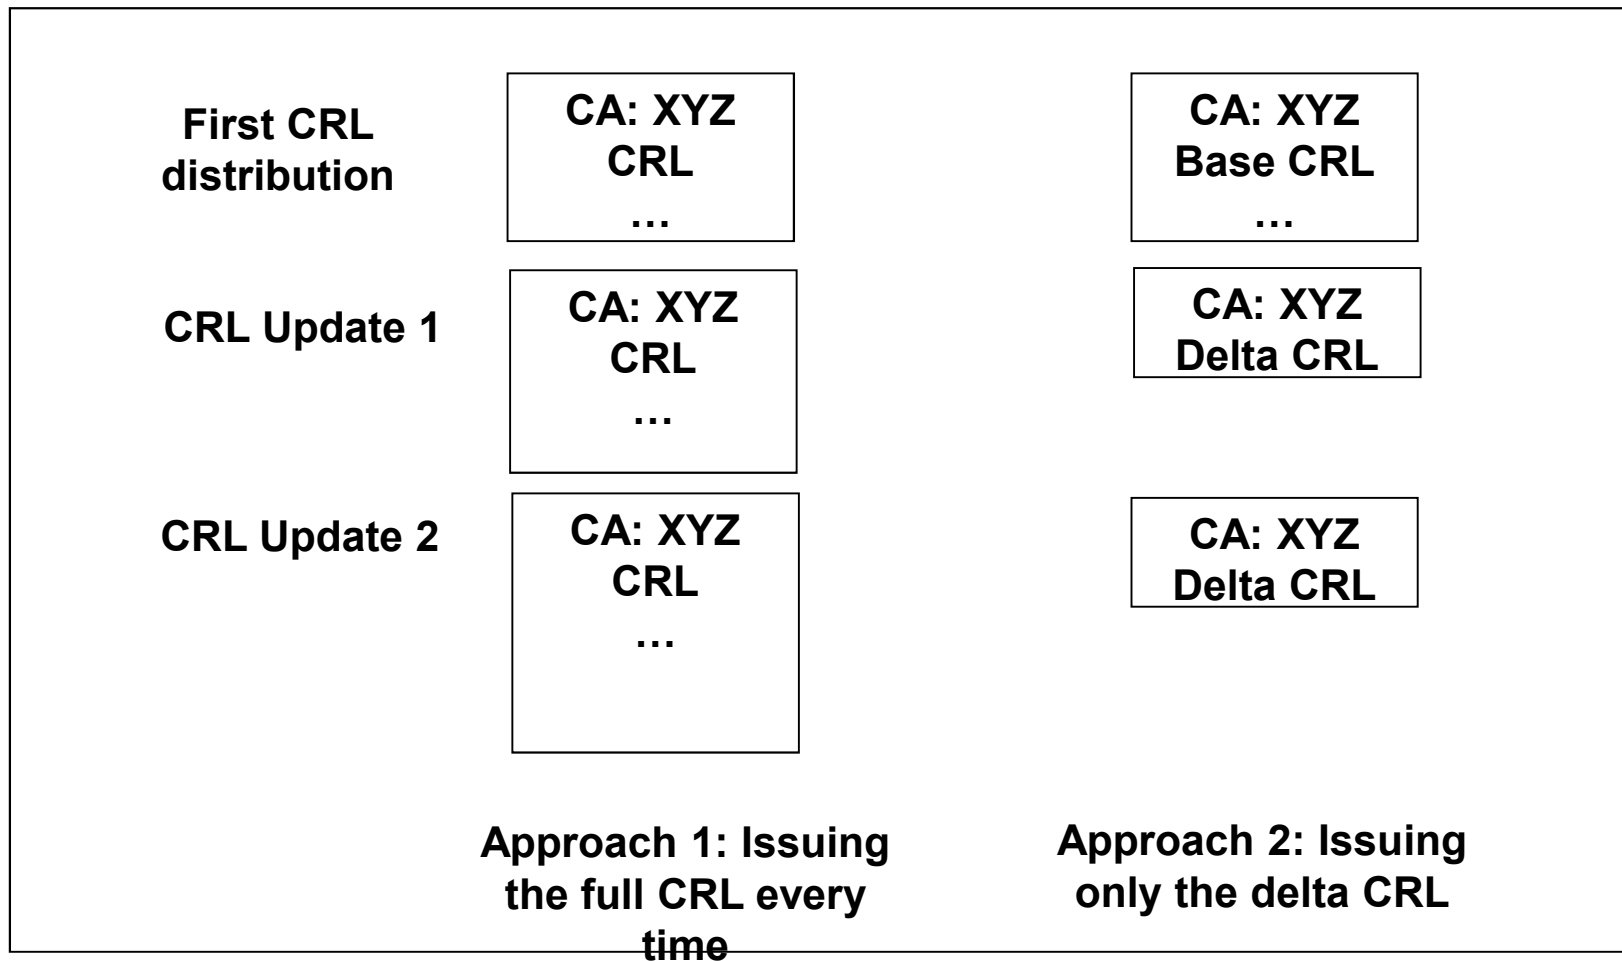 First CRL
distribution
CA: XYZ
CRL
…
CA: XYZ
Base CRL
…
CRL Update 1
CA: XYZ
CRL
…
CA: XYZ
Delta CRL
CRL Update 2
CA: XYZ
CRL
…
CA: XYZ
Delta CRL
Approach 1: Issuing
the full CRL every
time
Approach 2: Issuing
only the delta CRL